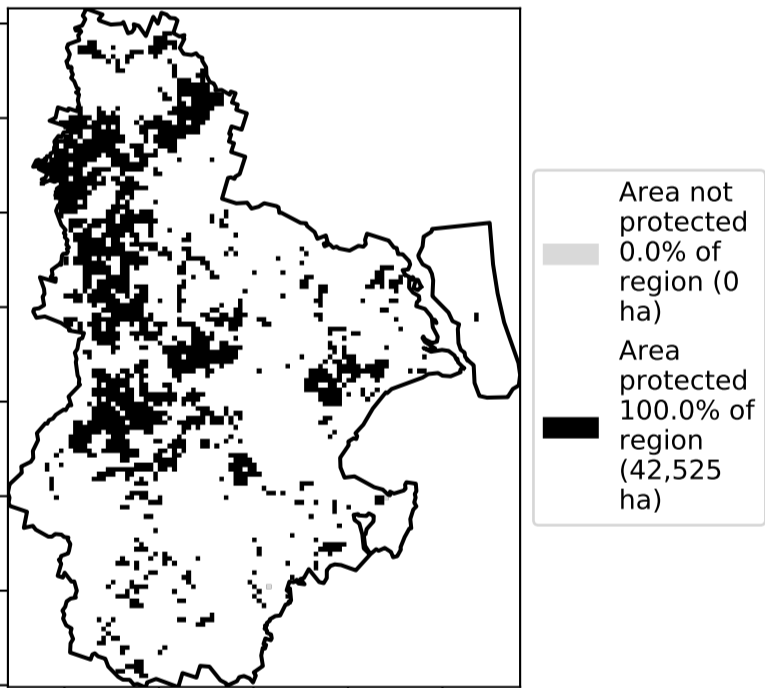 Area not
protected
0.0% of
region (0
ha)
Area
protected
100.0% of
region
(42,525
ha)